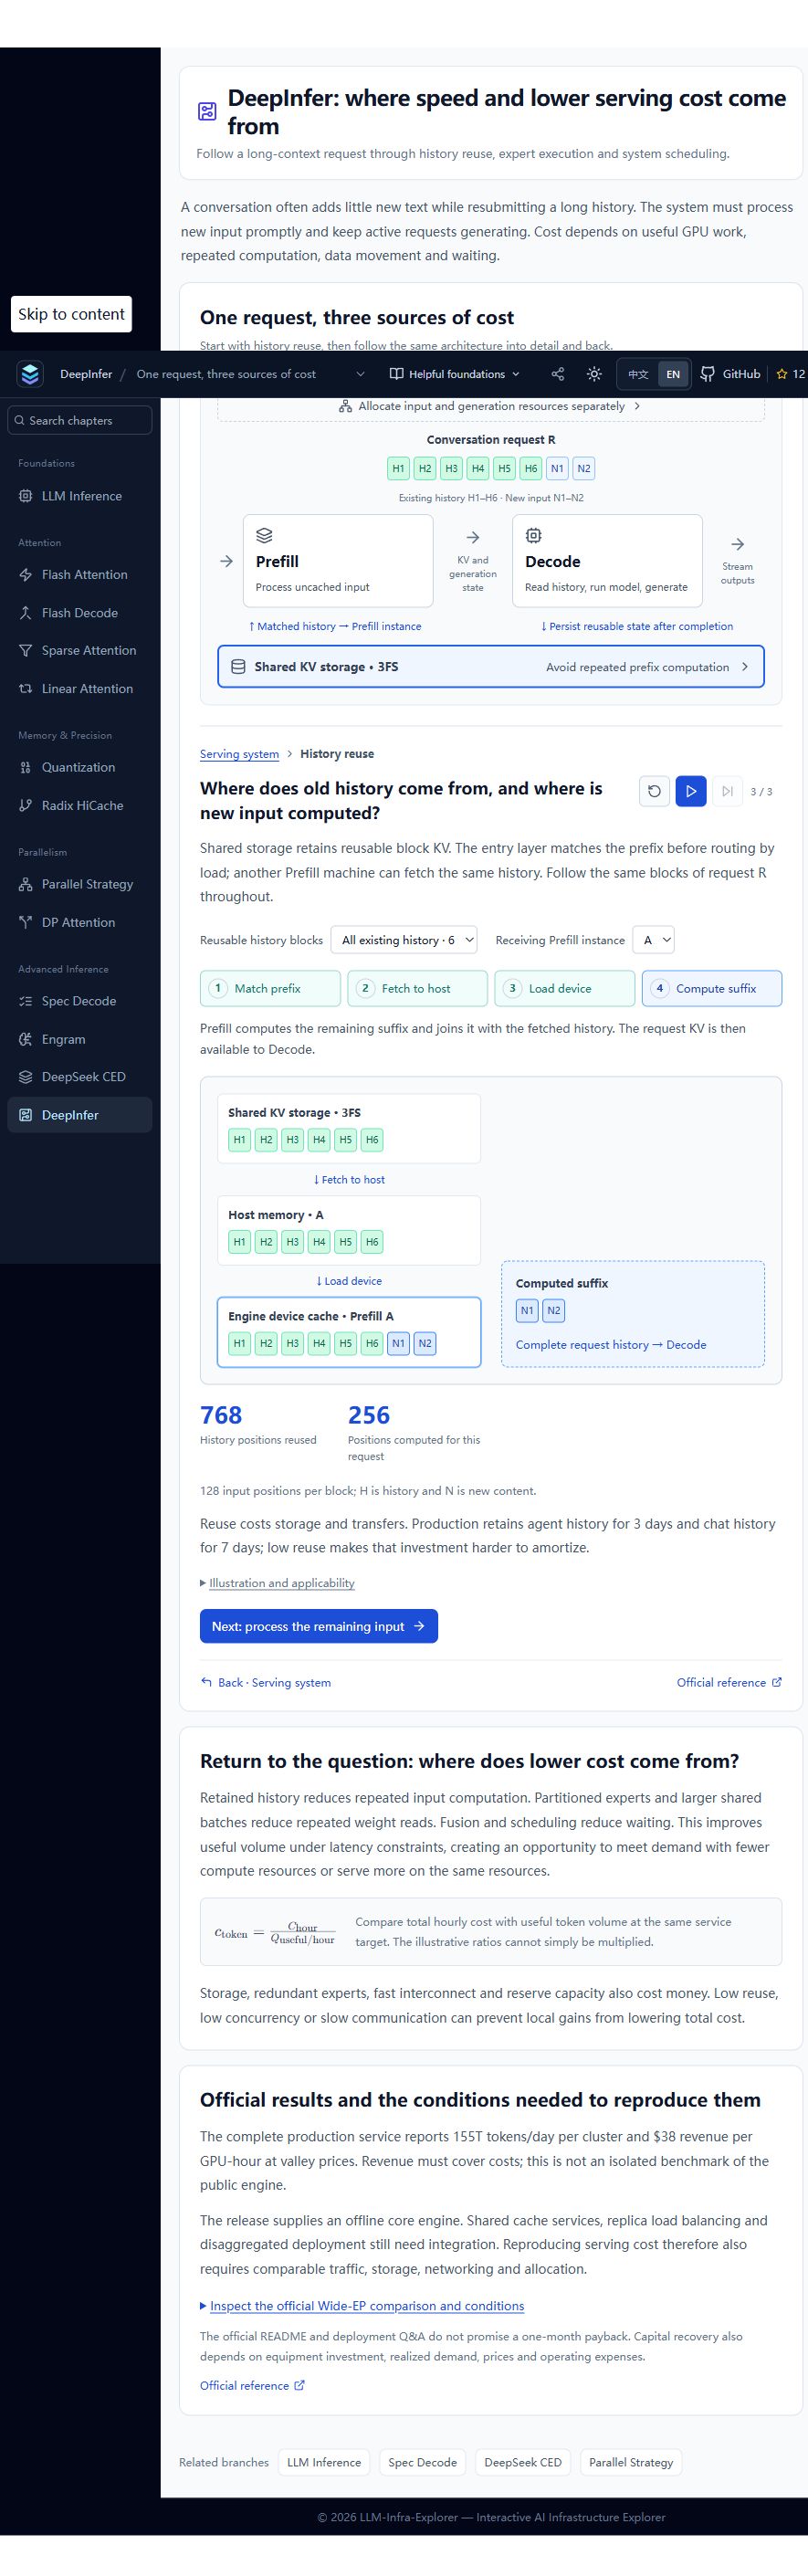 DeepInfer: where speed and lower serving cost come
from
Follow a long-context request through history reuse, expert execution and system scheduling.
A conversation often adds little new text while resubmitting a long history. The system must process
new input promptly and keep active requests generating. Cost depends on useful GPU work,
repeated computation, data movement and waiting.
One request, three sources of cost
Start with history reuse, then follow the same architecture into detail and back.
Skip to content
DeepInfer / One request, three sources of cost
Helpful foundations
中文
EN
GitHub
12
Search chapters
Foundations
LLM Inference
Attention
Flash Attention
Flash Decode
Sparse Attention
Linear Attention
Memory & Precision
Quantization
Radix HiCache
Parallelism
Parallel Strategy
DP Attention
Advanced Inference
Spec Decode
Engram
DeepSeek CED
DeepInfer
Allocate input and generation resources separately
Conversation request R
H1 H2 H3 H4 H5 H6 N1 N2
Existing history H1–H6 · New input N1–N2
Prefill
Process uncached input
KV and
generation
state
Decode
Read history, run model, generate
Stream
outputs
↑ Matched history → Prefill instance
↓ Persist reusable state after completion
Shared KV storage • 3FS
Avoid repeated prefix computation
Serving system > History reuse
Where does old history come from, and where is
new input computed?
3 / 3
Shared storage retains reusable block KV. The entry layer matches the prefix before routing by
load; another Prefill machine can fetch the same history. Follow the same blocks of request R
throughout.
Reusable history blocks
All existing history · 6
Receiving Prefill instance
A
1 Match prefix
2 Fetch to host
3 Load device
4 Compute suffix
Prefill computes the remaining suffix and joins it with the fetched history. The request KV is then
available to Decode.
Shared KV storage • 3FS
H1 H2 H3 H4 H5 H6
↓ Fetch to host
Host memory • A
H1 H2 H3 H4 H5 H6
↓ Load device
Engine device cache • Prefill A
H1 H2 H3 H4 H5 H6 N1 N2
Computed suffix
N1 N2
Complete request history → Decode
768
History positions reused
256
Positions computed for this
request
128 input positions per block; H is history and N is new content.
Reuse costs storage and transfers. Production retains agent history for 3 days and chat history
for 7 days; low reuse makes that investment harder to amortize.
Illustration and applicability
Next: process the remaining input →
Back · Serving system
Official reference
Return to the question: where does lower cost come from?
Retained history reduces repeated input computation. Partitioned experts and larger shared
batches reduce repeated weight reads. Fusion and scheduling reduce waiting. This improves
useful volume under latency constraints, creating an opportunity to meet demand with fewer
compute resources or serve more on the same resources.
c_token = C_hour / Q_useful/hour
Compare total hourly cost with useful token volume at the same service
target. The illustrative ratios cannot simply be multiplied.
Storage, redundant experts, fast interconnect and reserve capacity also cost money. Low reuse,
low concurrency or slow communication can prevent local gains from lowering total cost.
Official results and the conditions needed to reproduce them
The complete production service reports 155T tokens/day per cluster and $38 revenue per
GPU-hour at valley prices. Revenue must cover costs; this is not an isolated benchmark of the
public engine.
The release supplies an offline core engine. Shared cache services, replica load balancing and
disaggregated deployment still need integration. Reproducing serving cost therefore also
requires comparable traffic, storage, networking and allocation.
Inspect the official Wide-EP comparison and conditions
The official README and deployment Q&A do not promise a one-month payback. Capital recovery also
depends on equipment investment, realized demand, prices and operating expenses.
Official reference
Related branches
LLM Inference
Spec Decode
DeepSeek CED
Parallel Strategy
© 2026 LLM-Infra-Explorer — Interactive AI Infrastructure Explorer